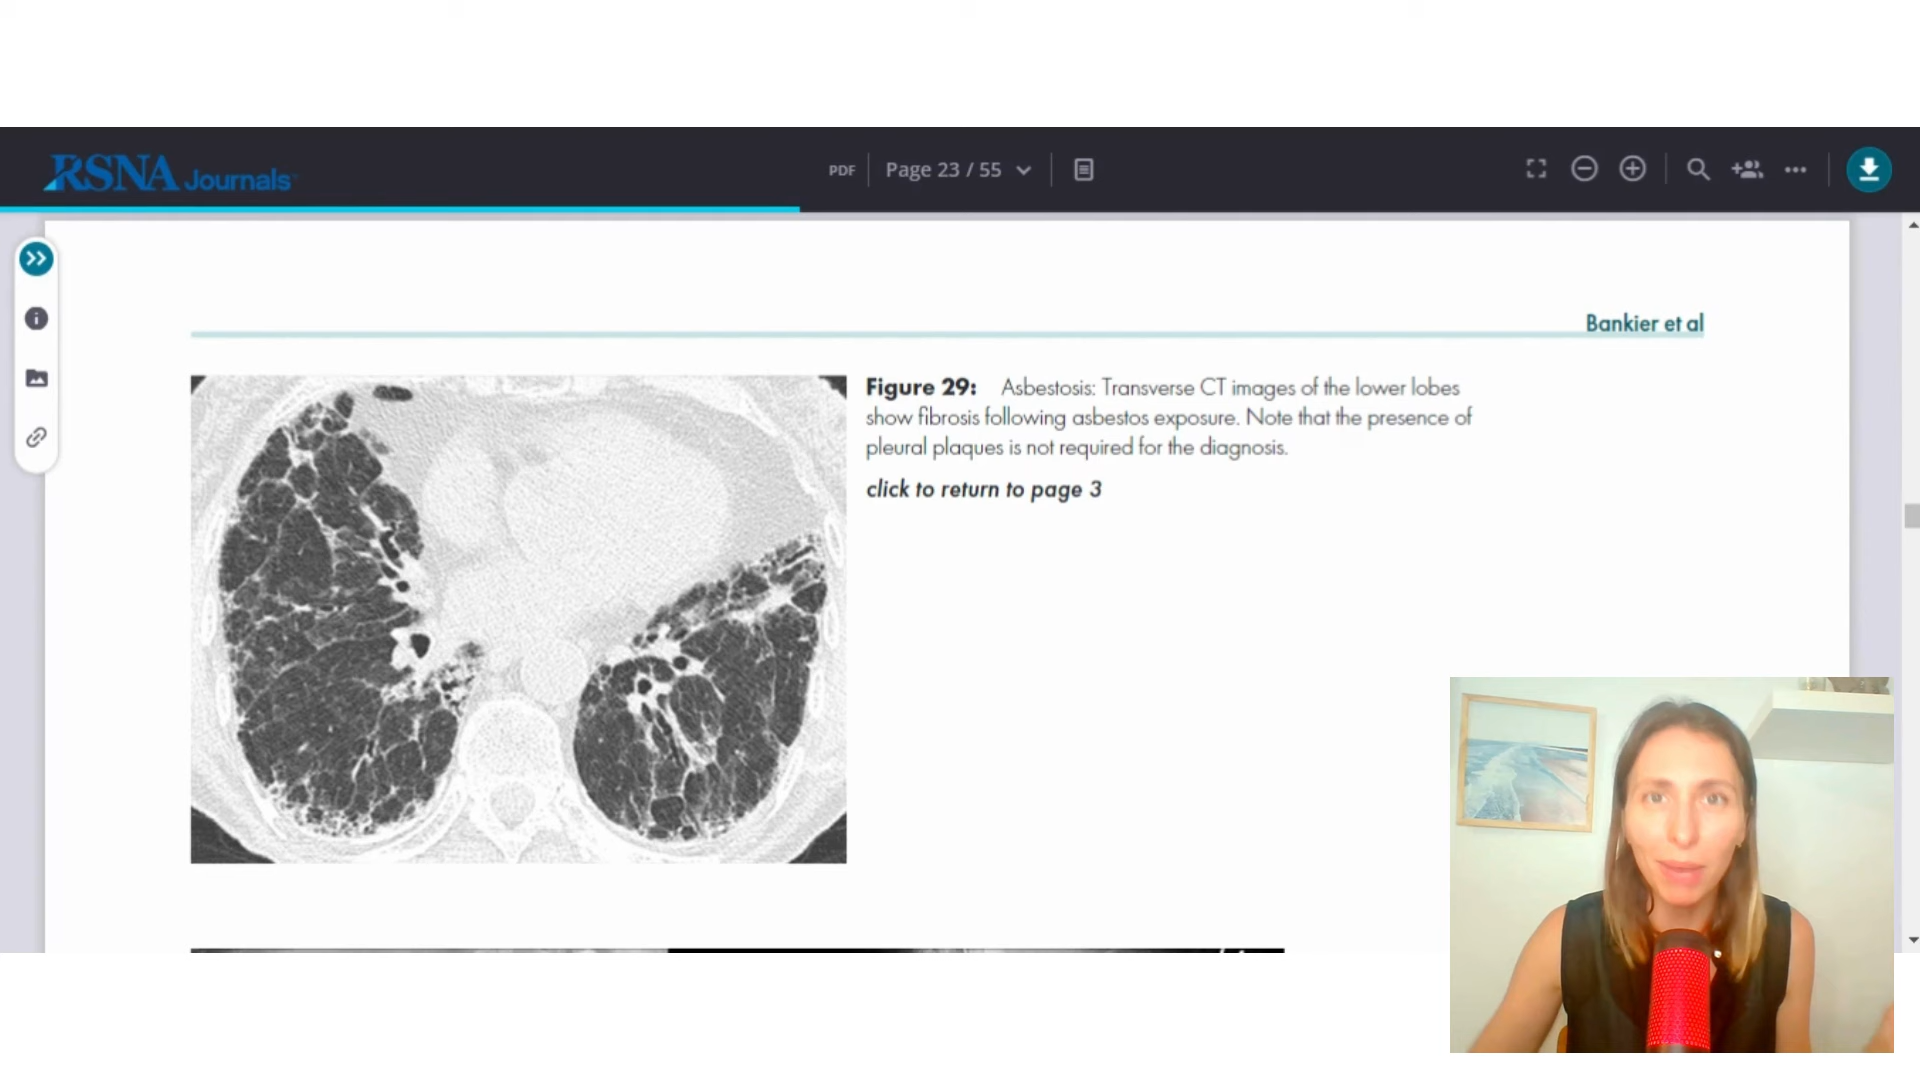 RSNA Journals
PDF
Page 23 / 55
Bankier et al
Figure 29: Asbestosis: Transverse CT images of the lower lobes
show fibrosis following asbestos exposure. Note that the presence of
pleural plaques is not required for the diagnosis.
click to return to page 3